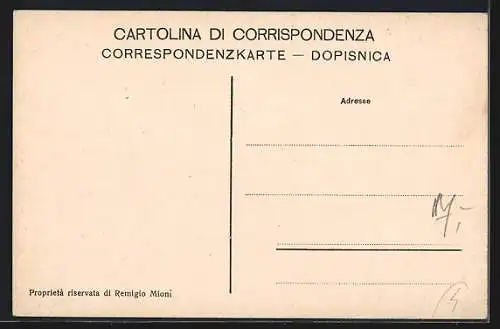 CARTOLINA DI CORRISPONDENZA
CORRESPONDENZKARTE — DOPISNICA
Adresse
Proprietà riservata di Remigio Mioni